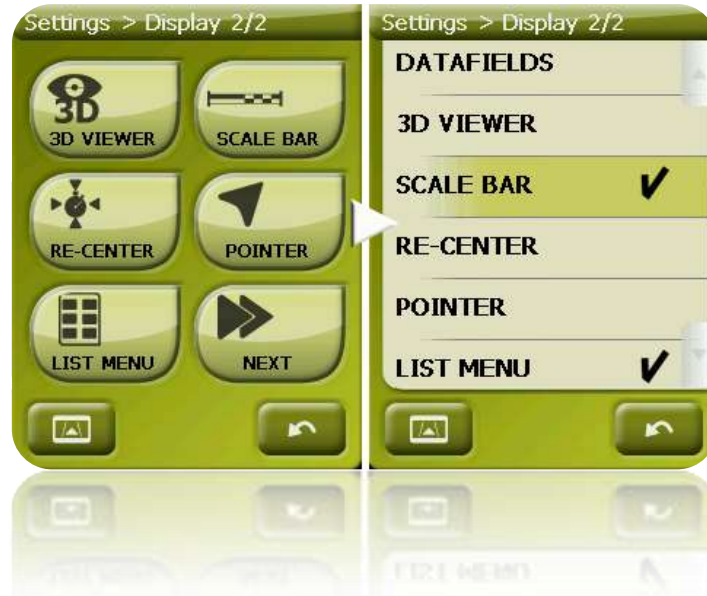 Settings > Display 2/2
3D
3D VIEWER
SCALE BAR
RE-CENTER
POINTER
LIST MENU
NEXT
Settings > Display 2/2
DATAFIELDS
3D VIEWER
SCALE BAR
RE-CENTER
POINTER
LIST MENU